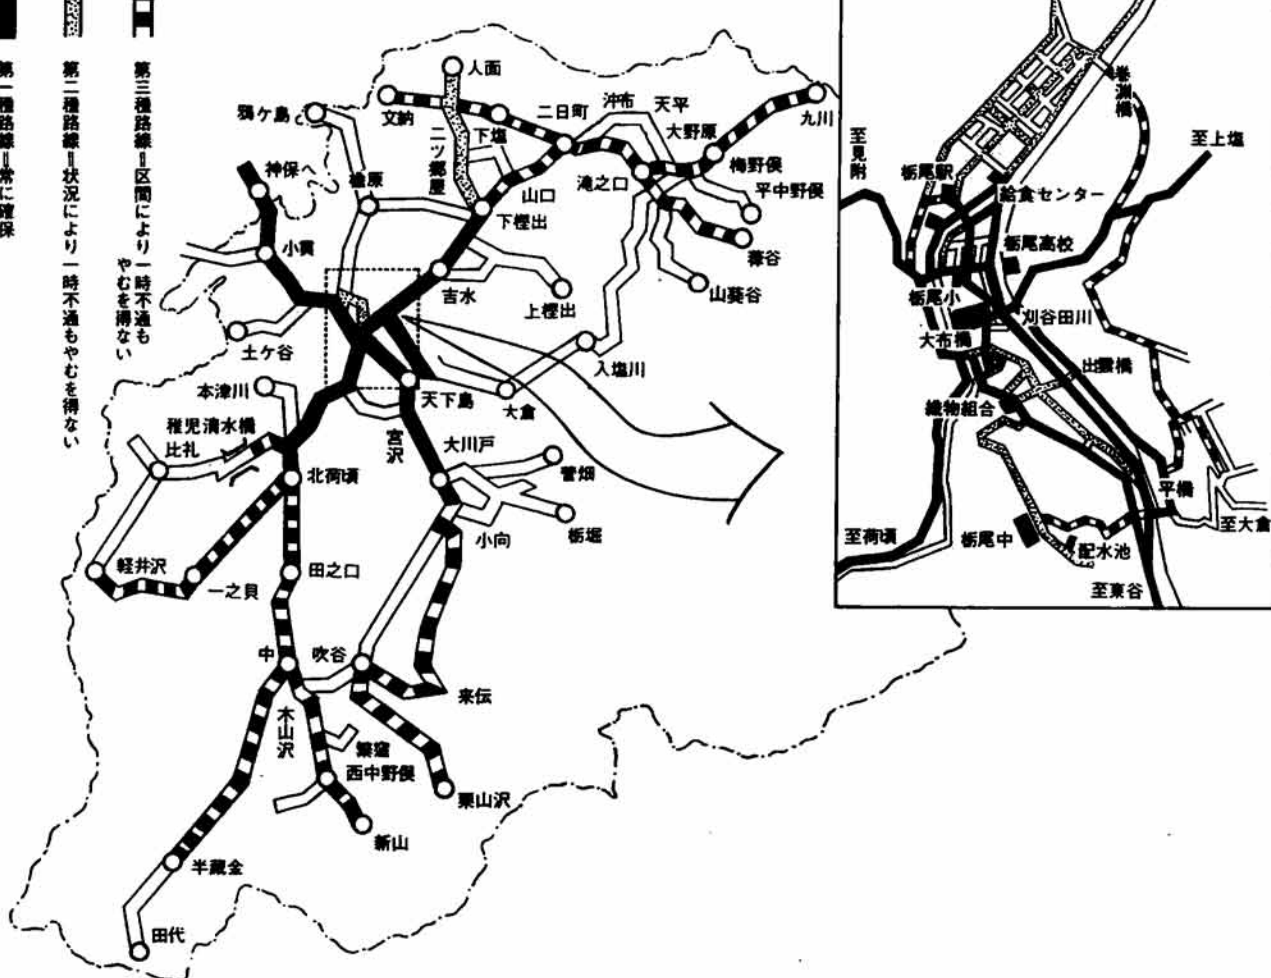 第三種路線＝区間により一時不通も
やむを得ない
第二種路線＝状況により一時不通もやむを得ない
第一種路線＝常に確保
人面
文納
二日町
沖布
天平
九川
鴉ケ島
下塩
大野原
二ツ郷屋
梅野俣
神保へ
楡原
山口
滝之口
平中野俣
下樫出
葎谷
小貫
吉水
上樫出
山葵谷
土ケ谷
入塩川
本津川
天下島
大倉
稚児清水橋
比礼
宮沢
大川戸
北荷頃
菅畑
小向
栃堀
軽井沢
一之貝
田之口
中
吹谷
来伝
木山沢
繁窪
西中野俣
栗山沢
新山
半蔵金
田代
巻渕橋
至見附
至上塩
栃尾駅
給食センター
栃尾高校
栃尾小
刈谷田川
大布橋
出雲橋
織物組合
平橋
至大倉
至荷頃
栃尾中
配水池
至東谷